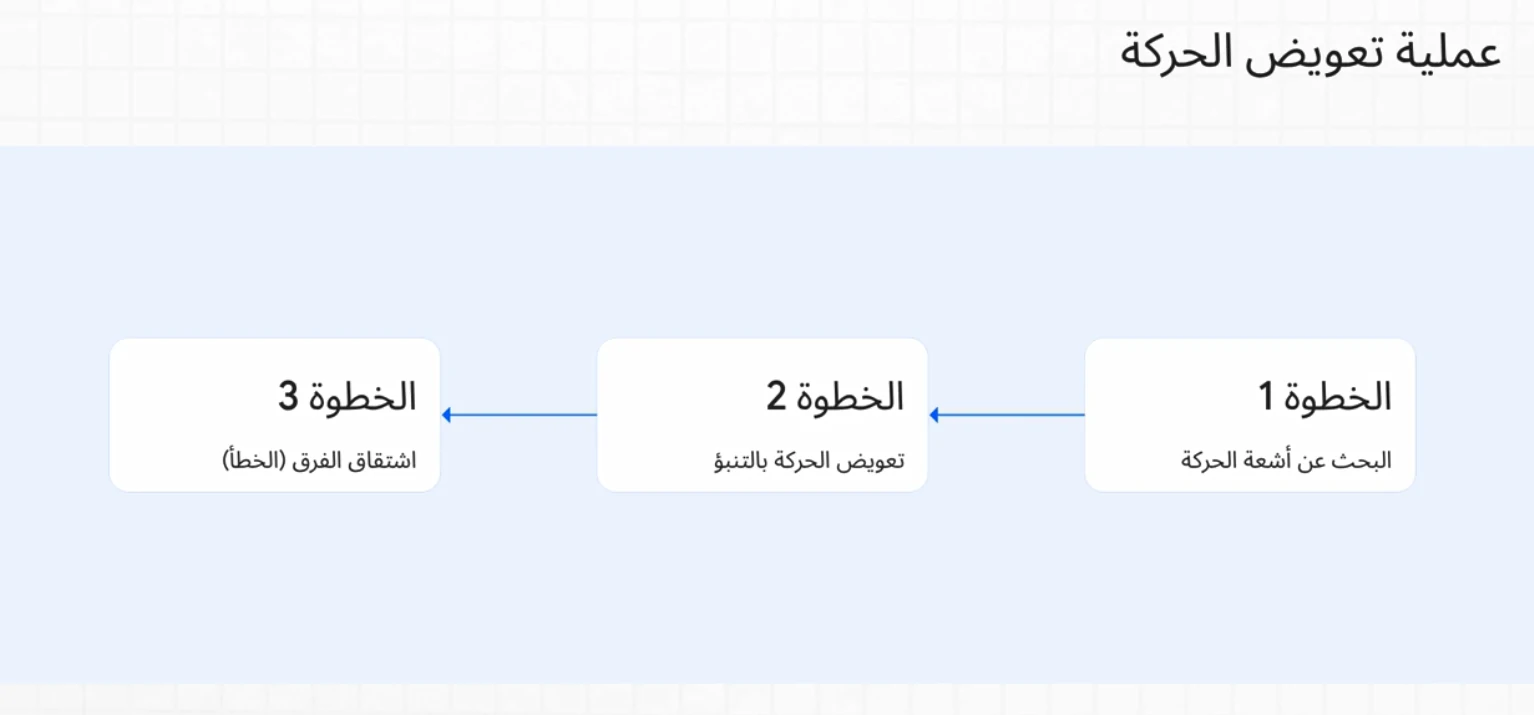 عملية تعويض الحركة
الخطوة 1
البحث عن أشعة الحركة
الخطوة 2
تعويض الحركة بالتنبؤ
الخطوة 3
اشتقاق الفرق (الخطأ)